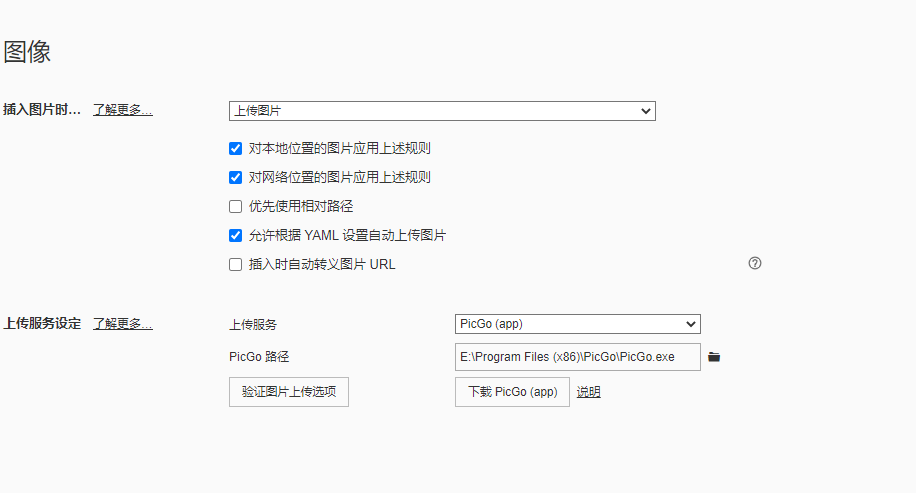 图像
插入图片时... 了解更多... 上传图片
对本地位置的图片应用上述规则
对网络位置的图片应用上述规则
优先使用相对路径
允许根据 YAML 设置自动上传图片
插入时自动转义图片 URL
上传服务设定 了解更多... 上传服务 PicGo (app)
PicGo 路径 E:\Program Files (x86)\PicGo\PicGo.exe
验证图片上传选项 下载 PicGo (app) 说明